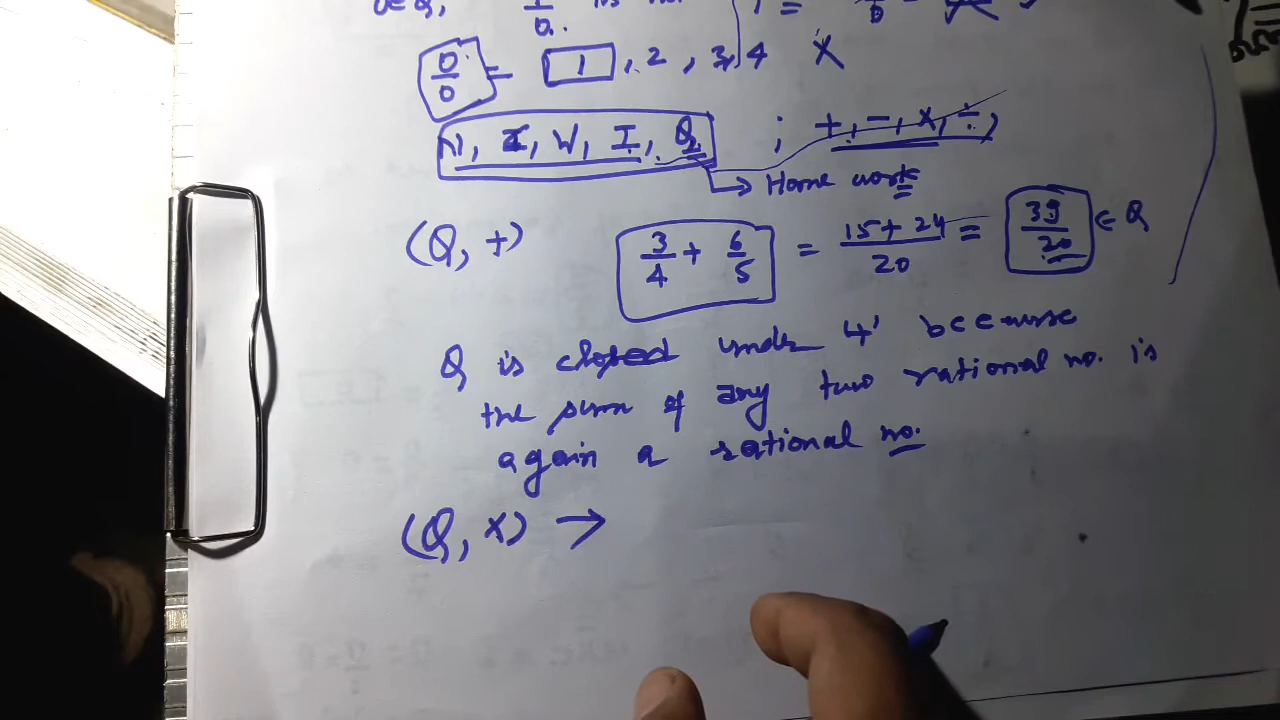 0/0 = 1, 2, 3, 4 X
N, Z, W, I, Q ; +, -, x, ÷,
→ Home work
(Q, +) 3/4 + 6/5 = 15 + 24/20 = 39/20 ∈ Q
Q is closed under '+' because
the sum of any two rational no. is
again a rational no.
(Q, x) →